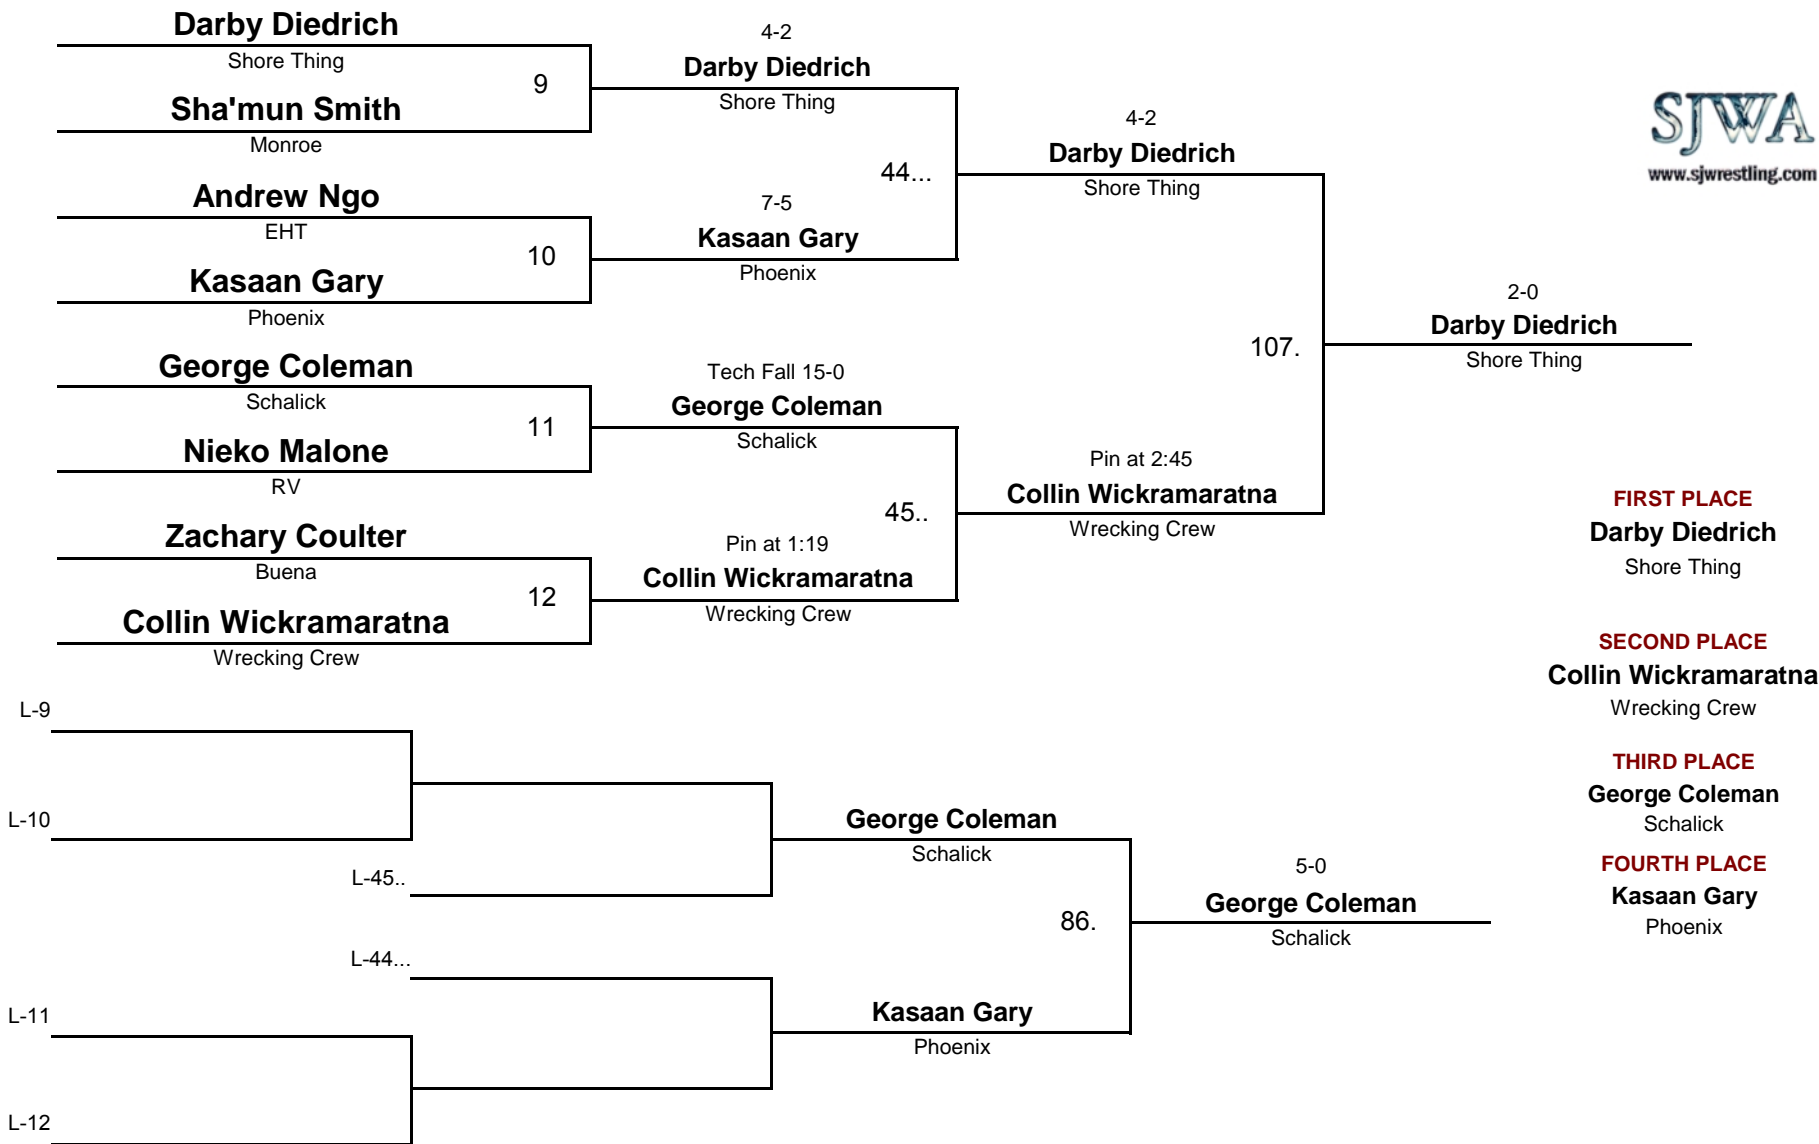 Darby Diedrich
Shore Thing
9
Sha'mun Smith
Monroe
Andrew Ngo
EHT
10
Kasaan Gary
Phoenix
George Coleman
Schalick
11
Nieko Malone
RV
Zachary Coulter
Buena
12
Collin Wickramaratna
Wrecking Crew
4-2
Darby Diedrich
Shore Thing
44...
7-5
Kasaan Gary
Phoenix
Tech Fall 15-0
George Coleman
Schalick
45..
Pin at 1:19
Collin Wickramaratna
Wrecking Crew
4-2
Darby Diedrich
Shore Thing
107.
Pin at 2:45
Collin Wickramaratna
Wrecking Crew
2-0
Darby Diedrich
Shore Thing
SJWA
www.sjwrestling.com
FIRST PLACE
Darby Diedrich
Shore Thing
SECOND PLACE
Collin Wickramaratna
Wrecking Crew
THIRD PLACE
George Coleman
Schalick
FOURTH PLACE
Kasaan Gary
Phoenix
L-9
L-10
L-45..
L-44...
L-11
L-12
George Coleman
Schalick
86.
Kasaan Gary
Phoenix
5-0
George Coleman
Schalick